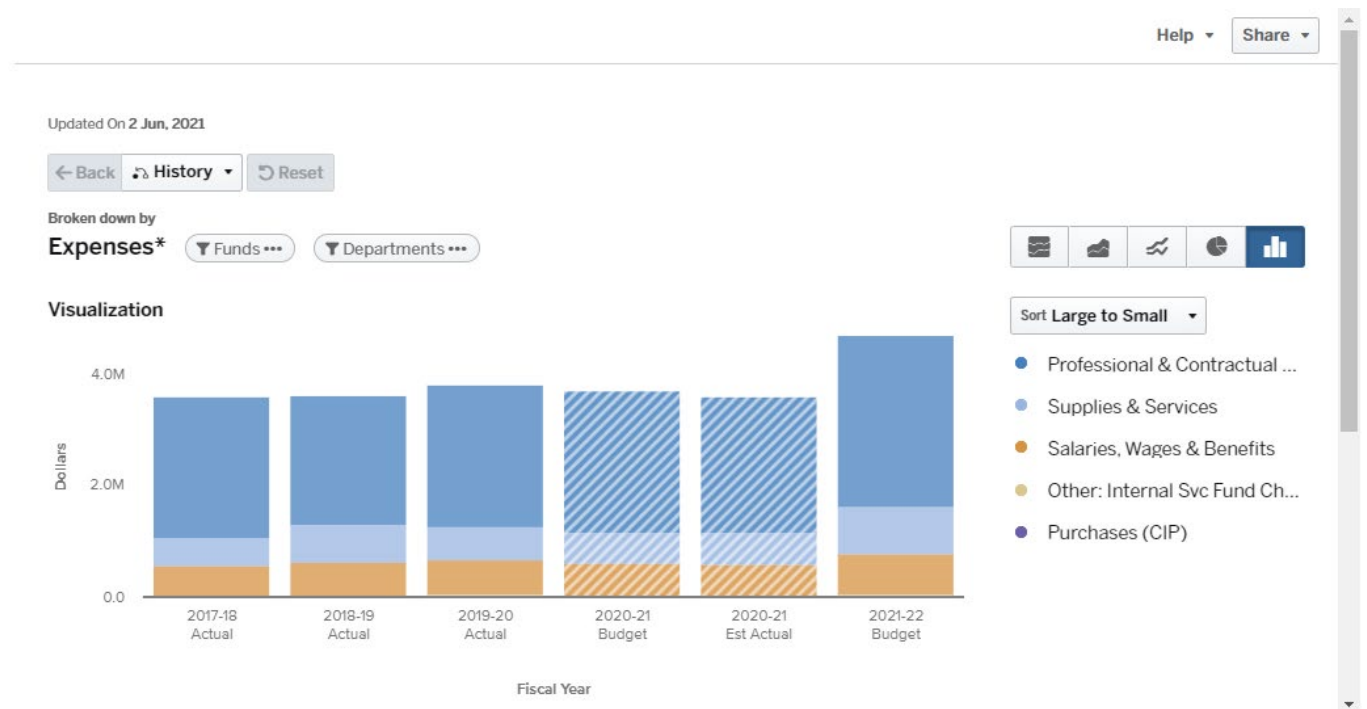 Help
Share
Updated On 2 Jun, 2021
Back
History
Reset
Broken down by
Expenses*
Funds •••
Departments •••
Visualization
Sort Large to Small
Professional & Contractual ...
Supplies & Services
Salaries, Wages & Benefits
Other: Internal Svc Fund Ch...
Purchases (CIP)
Dollars
4.0M
2.0M
0.0
2017-18 Actual
2018-19 Actual
2019-20 Actual
2020-21 Budget
2020-21 Est Actual
2021-22 Budget
Fiscal Year